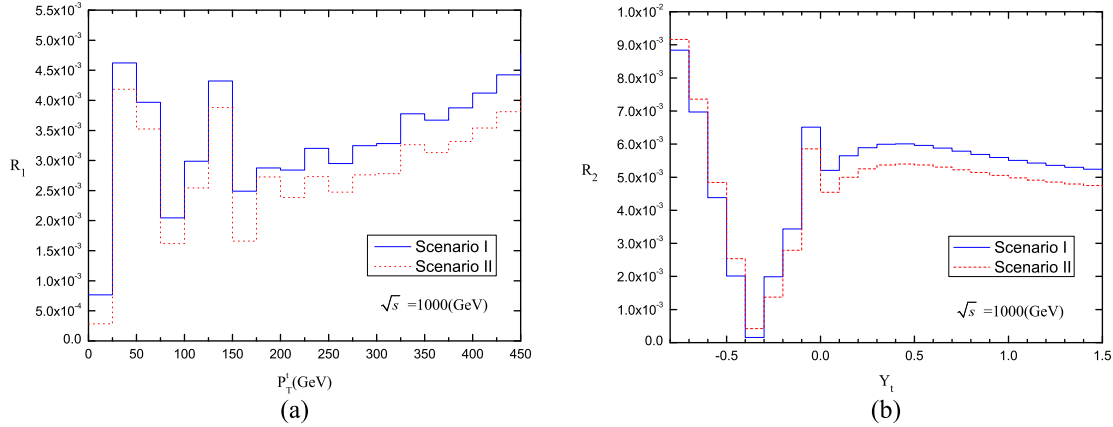 5.5x10⁻³
5.0x10⁻³
4.5x10⁻³
4.0x10⁻³
3.5x10⁻³
3.0x10⁻³
2.5x10⁻³
2.0x10⁻³
1.5x10⁻³
1.0x10⁻³
5.0x10⁻⁴
0.0
R₁
Scenario I
Scenario II
√s =1000(GeV)
0 50 100 150 200 250 300 350 400 450
P_T^t(GeV)
(a)
1.0x10⁻²
9.0x10⁻³
8.0x10⁻³
7.0x10⁻³
6.0x10⁻³
5.0x10⁻³
4.0x10⁻³
3.0x10⁻³
2.0x10⁻³
1.0x10⁻³
0.0
R₂
Scenario I
Scenario II
√s =1000(GeV)
-0.5 0.0 0.5 1.0 1.5
Y_t
(b)